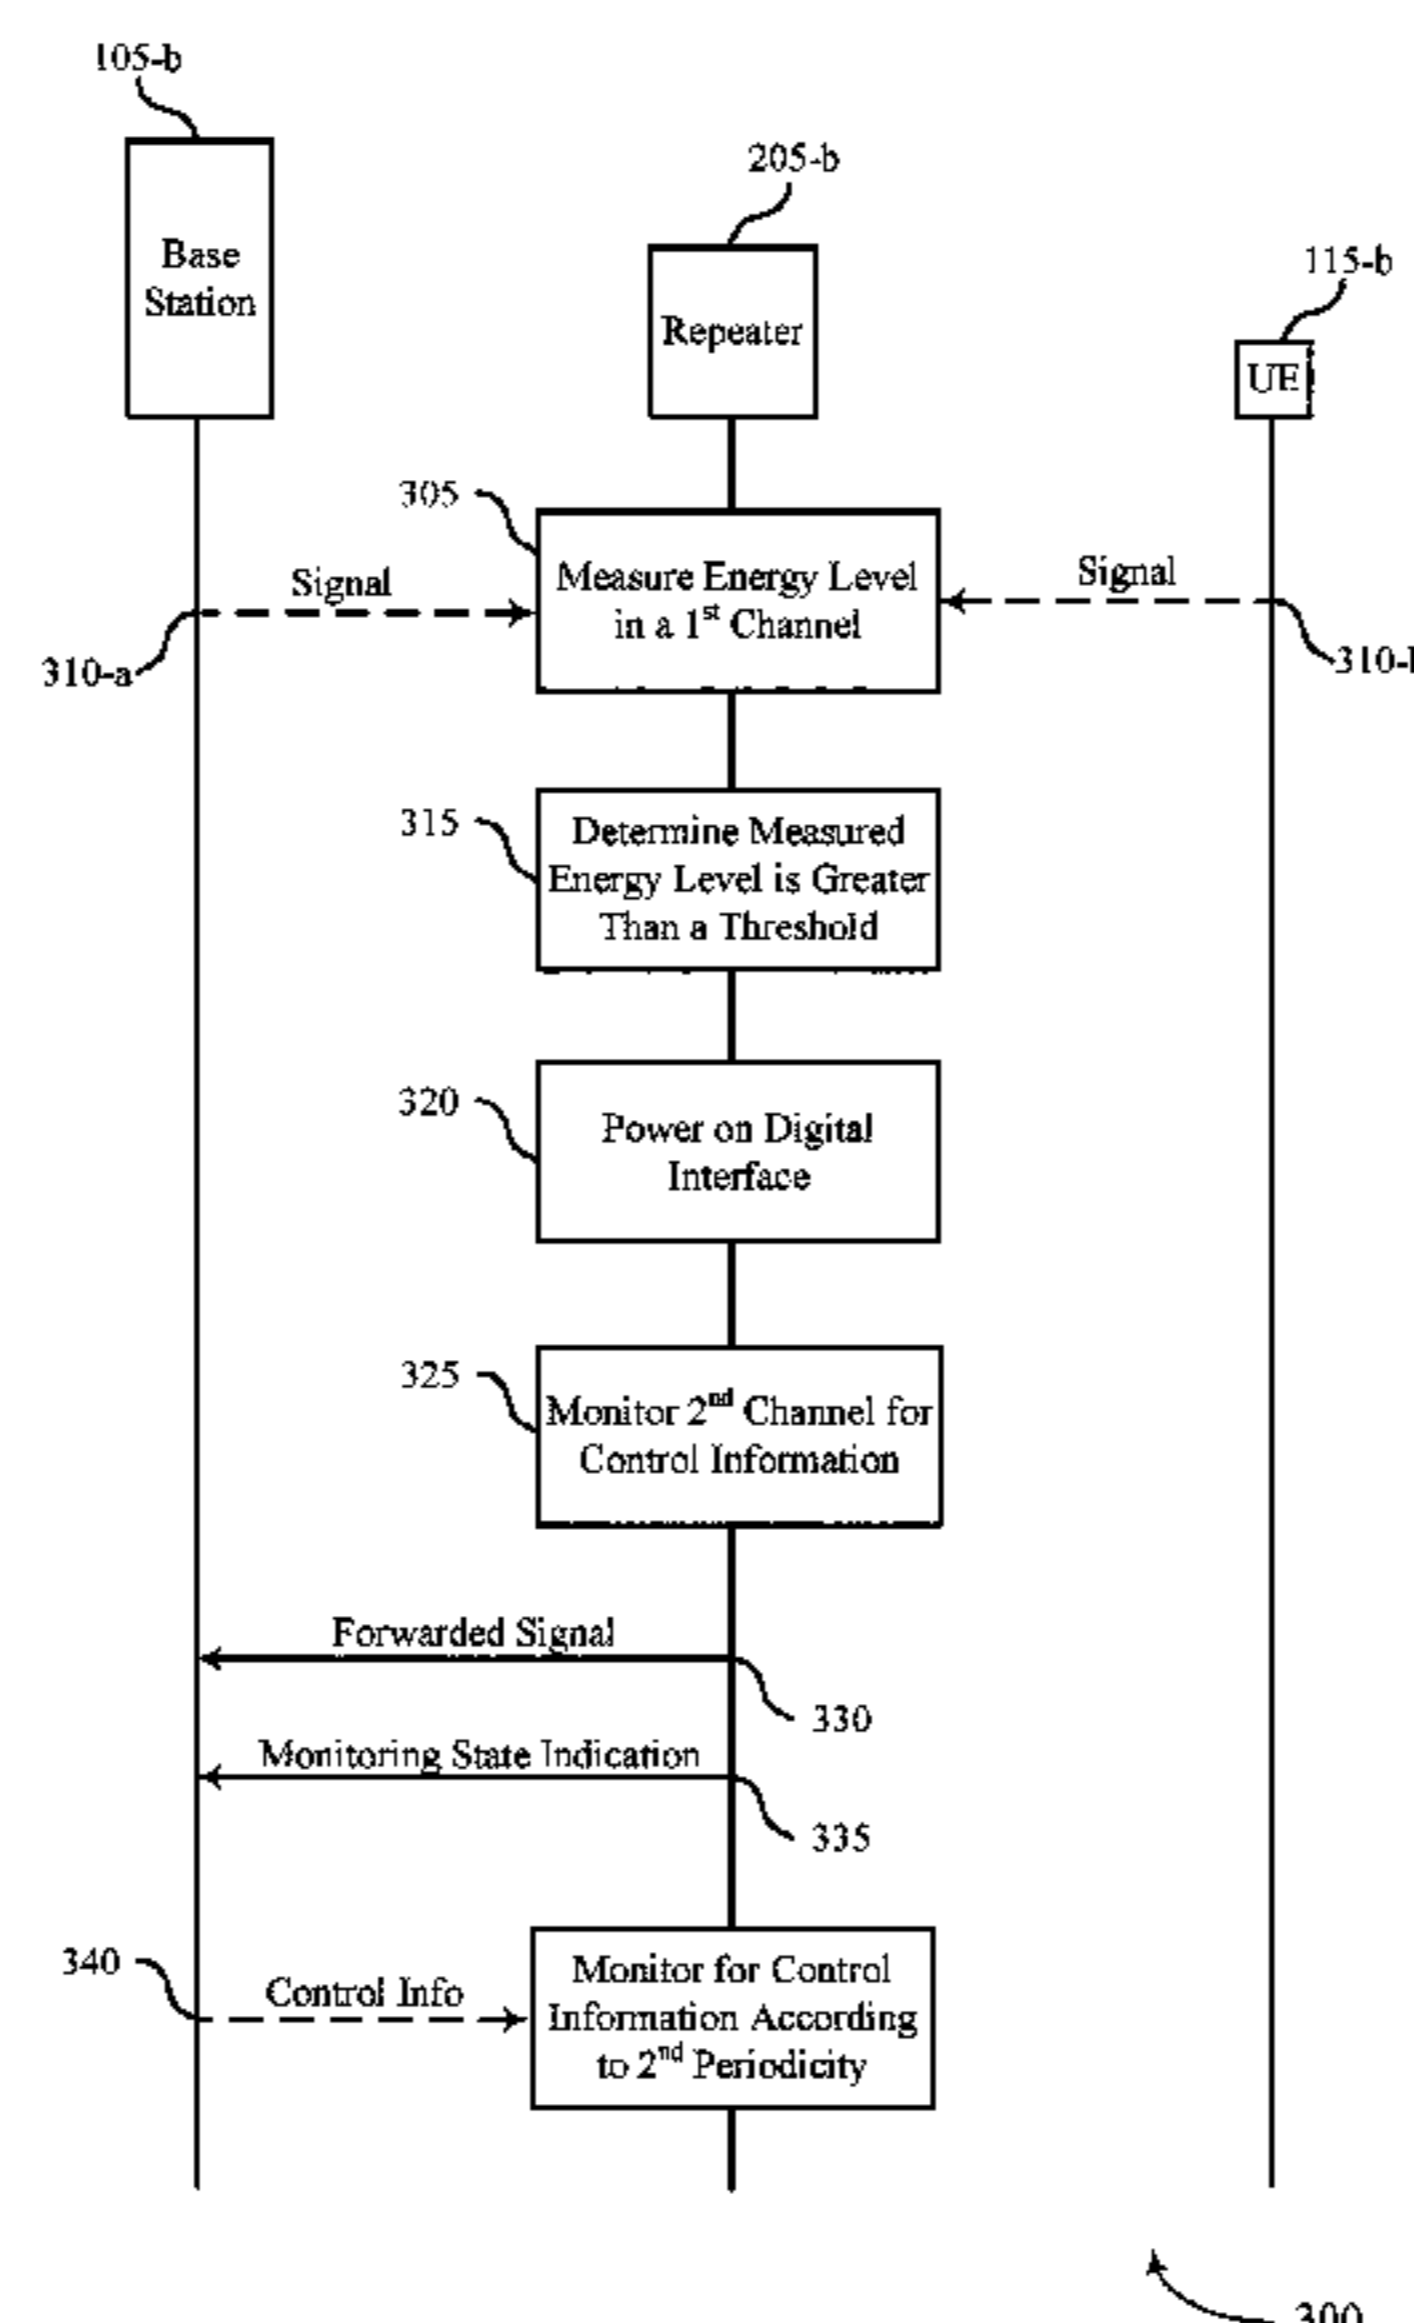 105-b
205-b
115-b
Base
Station
Repeater
UE
305
Measure Energy Level
in a 1st Channel
Signal
Signal
310-a
310-
315
Determine Measured
Energy Level is Greater
Than a Threshold
320
Power on Digital
Interface
325
Monitor 2nd Channel for
Control Information
Forwarded Signal
330
Monitoring State Indication
335
340
Control Info
Monitor for Control
Information According
to 2nd Periodicity
300